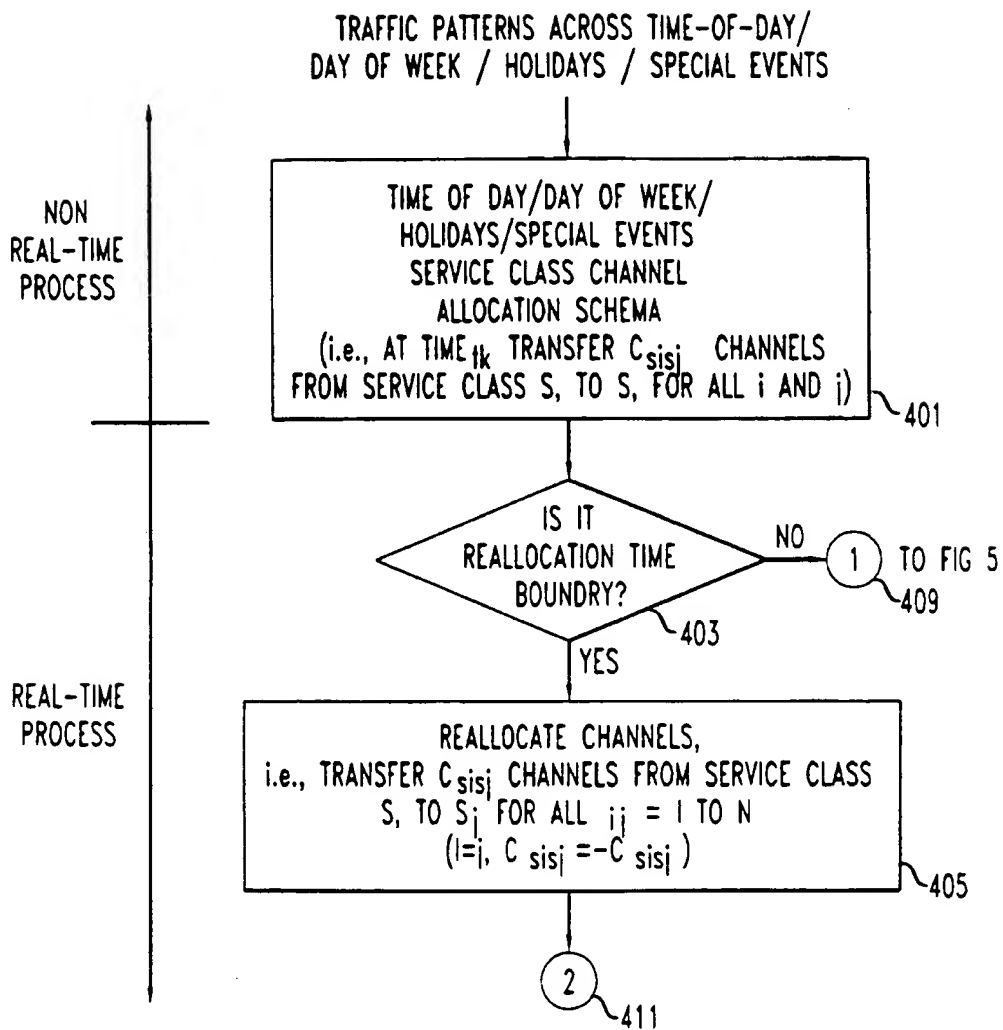 TRAFFIC PATTERNS ACROSS TIME-OF-DAY/
DAY OF WEEK / HOLIDAYS / SPECIAL EVENTS
NON
REAL-TIME
PROCESS
TIME OF DAY/DAY OF WEEK/
HOLIDAYS/SPECIAL EVENTS
SERVICE CLASS CHANNEL
ALLOCATION SCHEMA
(i.e., AT TIME tk TRANSFER C sisj CHANNELS
FROM SERVICE CLASS S, TO S, FOR ALL i AND j)
401
IS IT
REALLOCATION TIME
BOUNDRY?
403
NO
1
TO FIG 5
409
YES
REAL-TIME
PROCESS
REALLOCATE CHANNELS,
i.e., TRANSFER C sisj CHANNELS FROM SERVICE CLASS
S, TO Sj FOR ALL ij = I TO N
(I=j, C sisj =-C sisj )
405
2
411